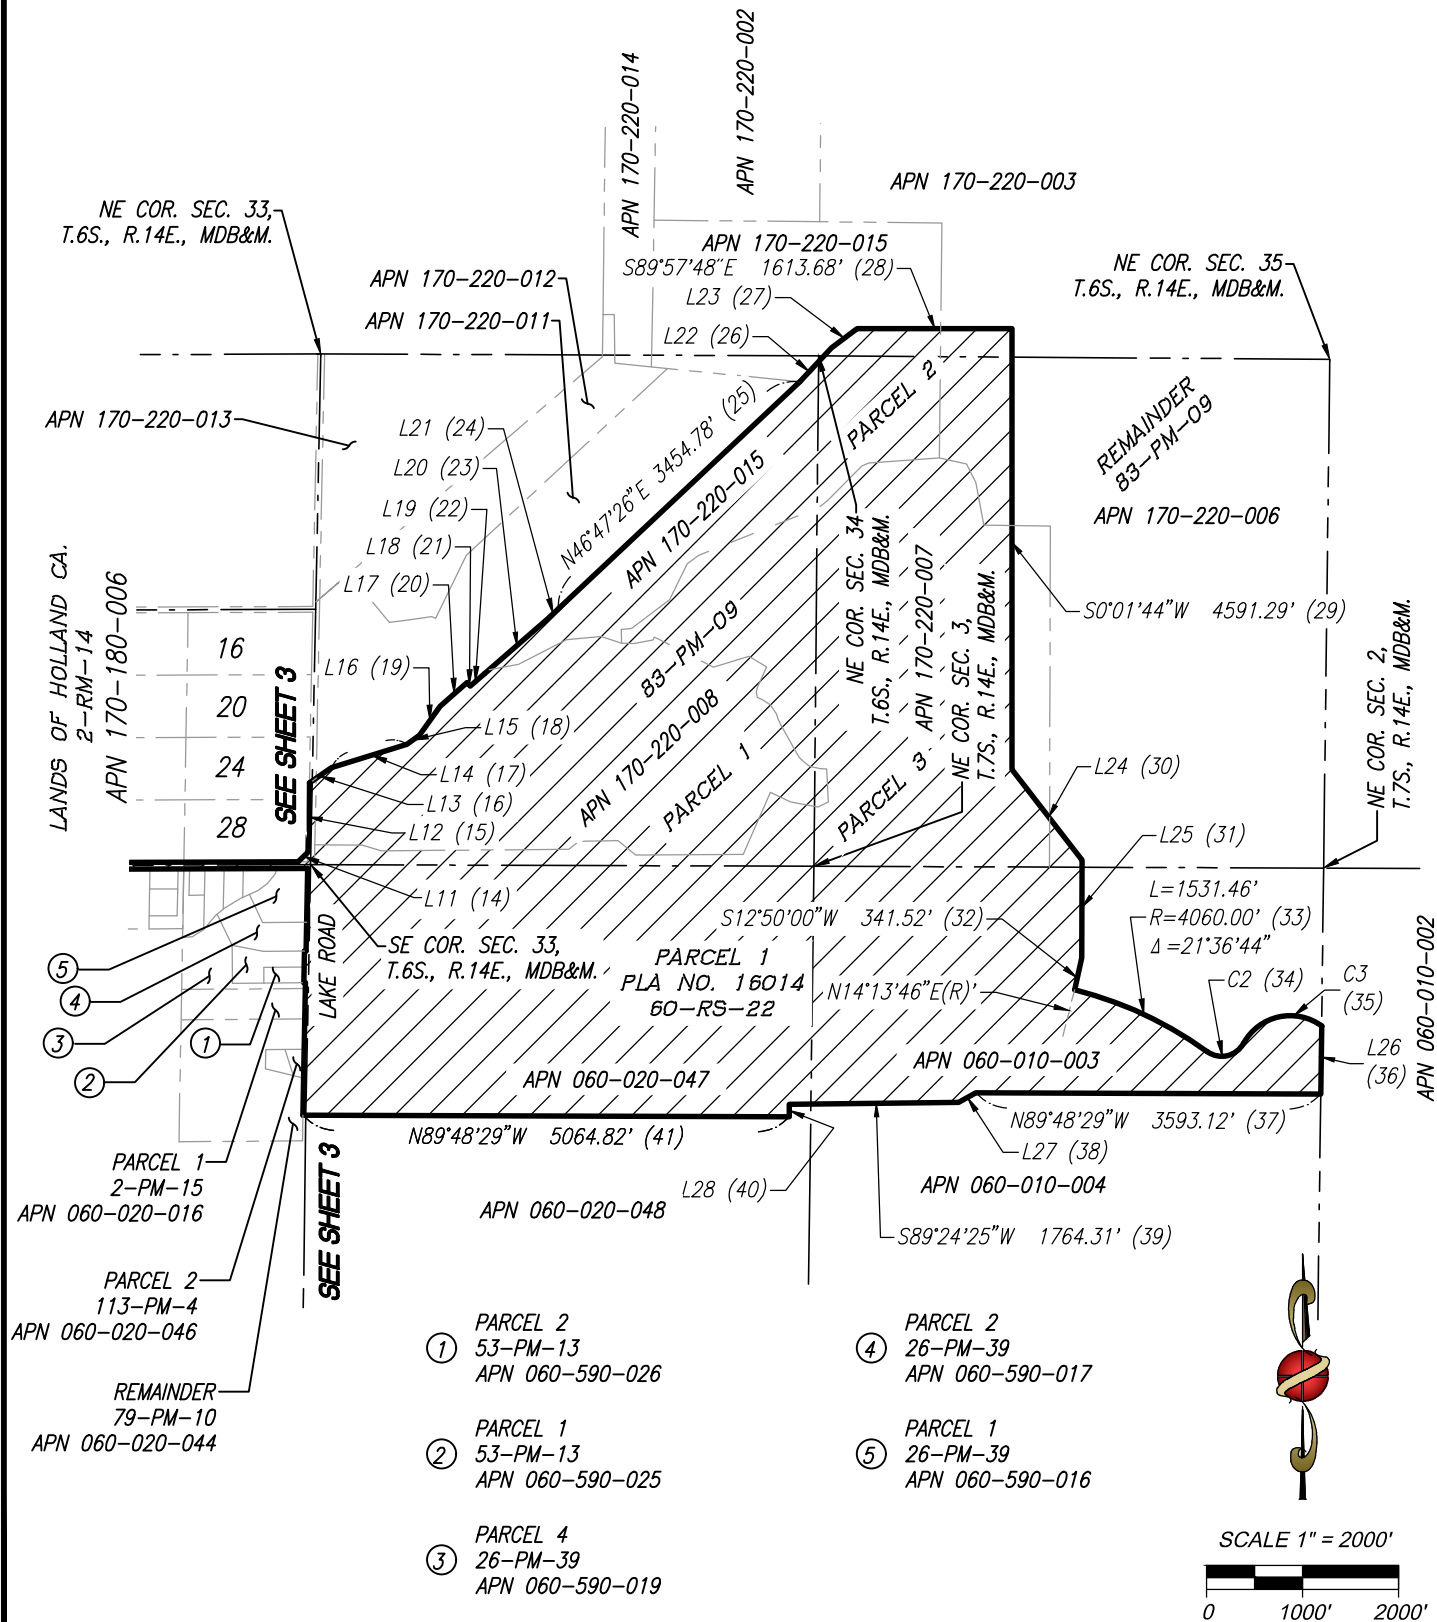 APN 170-220-014
APN 170-220-002
APN 170-220-003
NE COR. SEC. 33,
T.6S., R.14E., MDB&M.
APN 170-220-015
S89°57'48"E 1613.68' (28)
NE COR. SEC. 35
T.6S., R.14E., MDB&M.
APN 170-220-012
L23 (27)
APN 170-220-011
L22 (26)
APN 170-220-013
PARCEL 2
REMAINDER
83-PM-09
L21 (24)
N46°47'26"E 3454.78' (25)
L20 (23)
APN 170-220-015
L19 (22)
APN 170-220-006
L18 (21)
L17 (20)
NE COR. SEC. 34
T.6S., R.14E., MDB&M.
APN 170-220-007
NE COR. SEC. 3,
T.7S., R.14E., MDB&M.
LANDS OF HOLLAND CA.
2-RM-14
APN 170-180-006
S0°01'44"W 4591.29' (29)
NE COR. SEC. 2,
T.7S., R.14E., MDB&M.
16
20
24
28
SEE SHEET 3
L16 (19)
83-PM-09
APN 170-220-008
PARCEL 1
PARCEL 3
L15 (18)
L14 (17)
L13 (16)
L12 (15)
L24 (30)
L25 (31)
L11 (14)
L=1531.46'
R=4060.00' (33)
Δ=21°36'44"
S12°50'00"W 341.52' (32)
LAKE ROAD
SE COR. SEC. 33,
T.6S., R.14E., MDB&M.
PARCEL 1
PLA NO. 16014
60-RS-22
N14°13'46"E(R)'
C2 (34)
C3
(35)
APN 060-010-002
5
4
3
1
2
L26
(36)
APN 060-010-003
APN 060-020-047
N89°48'29"W 5064.82' (41)
N89°48'29"W 3593.12' (37)
L27 (38)
SEE SHEET 3
PARCEL 1
2-PM-15
APN 060-020-016
L28 (40)
APN 060-010-004
APN 060-020-048
S89°24'25"W 1764.31' (39)
PARCEL 2
113-PM-4
APN 060-020-046
REMAINDER
79-PM-10
APN 060-020-044
1
PARCEL 2
53-PM-13
APN 060-590-026
4
PARCEL 2
26-PM-39
APN 060-590-017
2
PARCEL 1
53-PM-13
APN 060-590-025
5
PARCEL 1
26-PM-39
APN 060-590-016
3
PARCEL 4
26-PM-39
APN 060-590-019
SCALE 1" = 2000'
0 1000' 2000'